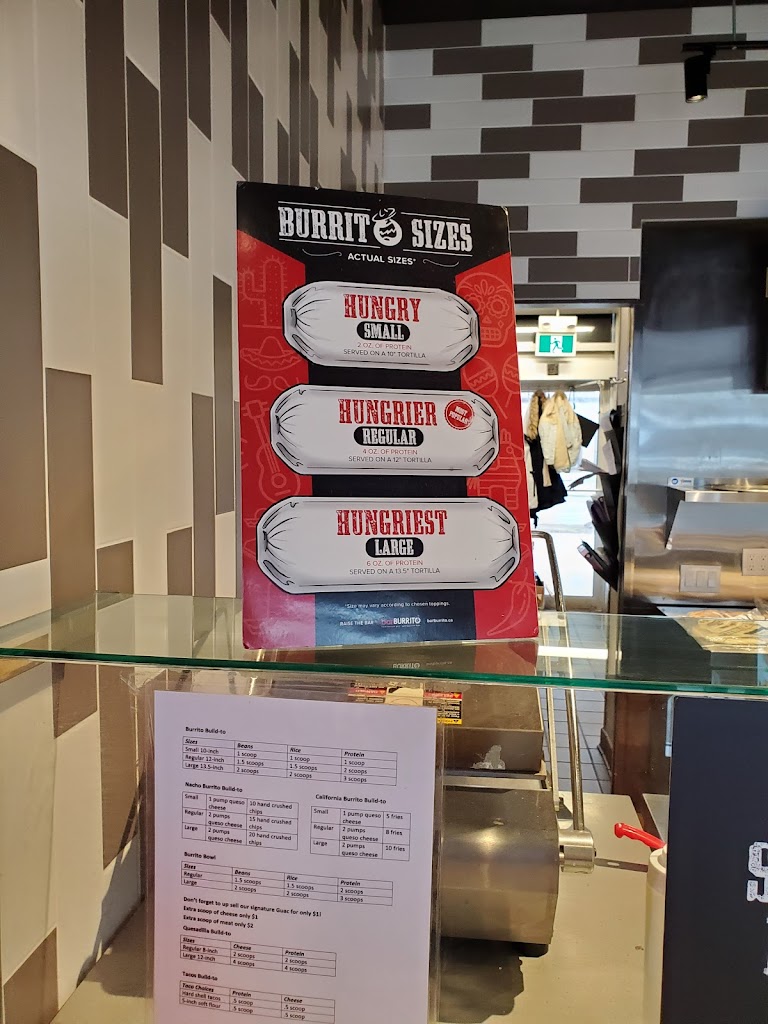 BURRITO SIZES
ACTUAL SIZES*
HUNGRY
SMALL
2 OZ. OF PROTEIN
SERVED ON A 10" TORTILLA
HUNGRIER
MOST POPULAR!
REGULAR
4 OZ. OF PROTEIN
SERVED ON A 12" TORTILLA
HUNGRIEST
LARGE
6 OZ. OF PROTEIN
SERVED ON A 13.5" TORTILLA
*Size may vary according to chosen toppings.
RAISE THE BAR barBURRITO barburrito.ca
Burrito Build-to
Sizes Beans Rice Protein
Small 10-inch 1 scoop 1 scoop 1 scoop
Regular 12-inch 1.5 scoops 1.5 scoops 2 scoops
Large 13.5-inch 2 scoops 2 scoops 3 scoops
Nacho Burrito Build-to
Small 1 pump queso cheese 10 hand crushed chips
Regular 2 pumps queso cheese 15 hand crushed chips
Large 2 pumps queso cheese 20 hand crushed chips
California Burrito Build-to
Small 1 pump queso cheese 5 fries
Regular 2 pumps queso cheese 8 fries
Large 2 pumps queso cheese 10 fries
Burrito Bowl
Sizes Beans Rice Protein
Regular 1.5 scoops 1.5 scoops 2 scoops
Large 2 scoops 2 scoops 3 scoops
Don't forget to up sell our signature Guac for only $1!
Extra scoop of cheese only $1
Extra scoop of meat only $2
Quesadilla Build-to
Sizes Cheese Protein
Regular 8-inch 2 scoops 2 scoops
Large 12-inch 4 scoops 4 scoops
Tacos Build-to
Taco Choices Protein Cheese
Hard shell tacos .5 scoop .5 scoop
5-inch soft flour .5 scoop .5 scoop